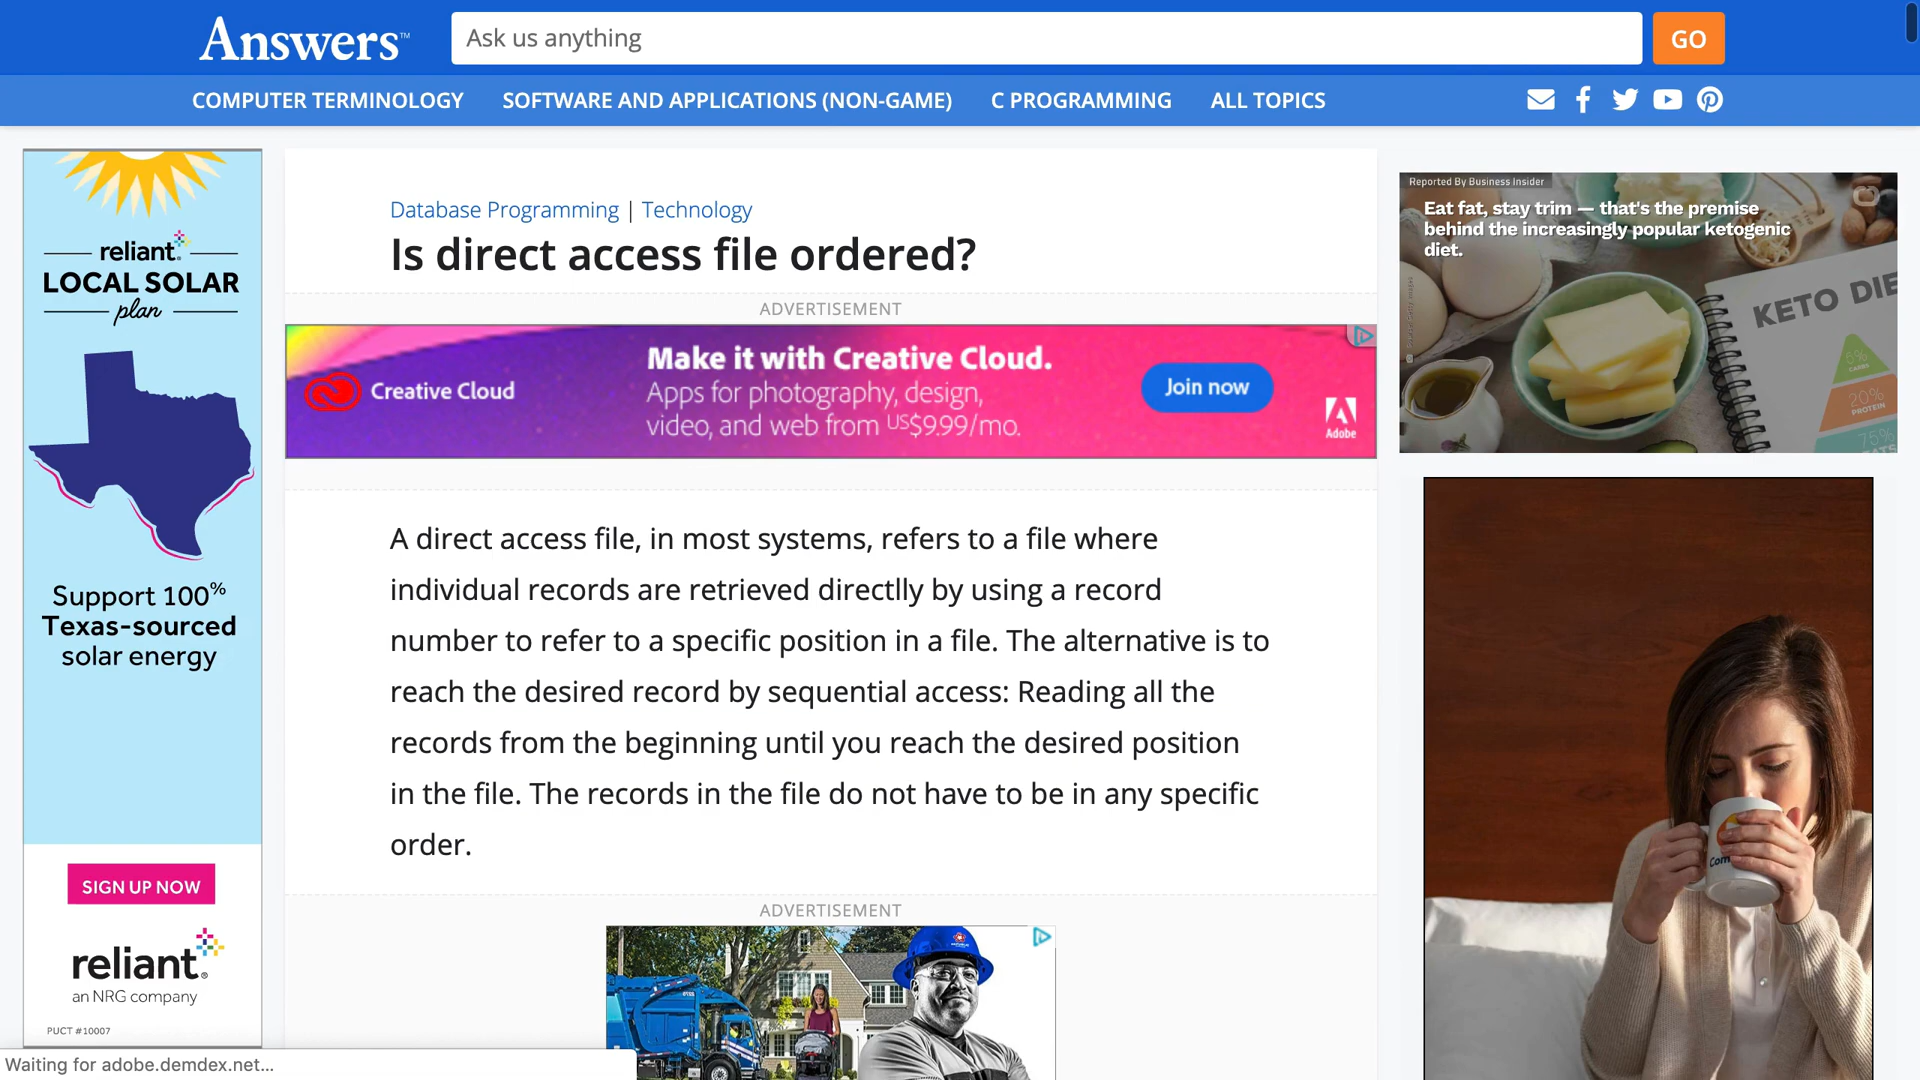 Answers™
Ask us anything
GO
COMPUTER TERMINOLOGY
SOFTWARE AND APPLICATIONS (NON-GAME)
C PROGRAMMING
ALL TOPICS
reliant
LOCAL SOLAR
plan
Support 100%
Texas-sourced
solar energy
SIGN UP NOW
reliant
an NRG company
PUCT #10007
Database Programming | Technology
Is direct access file ordered?
ADVERTISEMENT
Creative Cloud
Make it with Creative Cloud.
Apps for photography, design,
video, and web from US$9.99/mo.
Join now
Adobe
A direct access file, in most systems, refers to a file where
individual records are retrieved directlly by using a record
number to refer to a specific position in a file. The alternative is to
reach the desired record by sequential access: Reading all the
records from the beginning until you reach the desired position
in the file. The records in the file do not have to be in any specific
order.
ADVERTISEMENT
Reported By Business Insider
Eat fat, stay trim — that's the premise
behind the increasingly popular ketogenic
diet.
KETO DIE
5%
CARBS
20%
PROTEIN
75%
Com
Waiting for adobe.demdex.net...